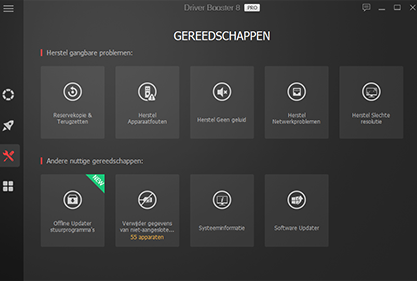 Driver Booster 8 PRO
GEREEDSCHAPPEN
Herstel gangbare problemen:
Reservekopie &
Terugzetten
Herstel
Apparaatfouten
Herstel Geen geluid
Herstel
Netwerkproblemen
Herstel Slechte
resolutie
Andere nuttige gereedschappen:
NEW
Offline Updater
stuurprogramma's
Verwijder gegevens
van niet-aangeslote...
55 apparaten
Systeeminformatie
Software Updater